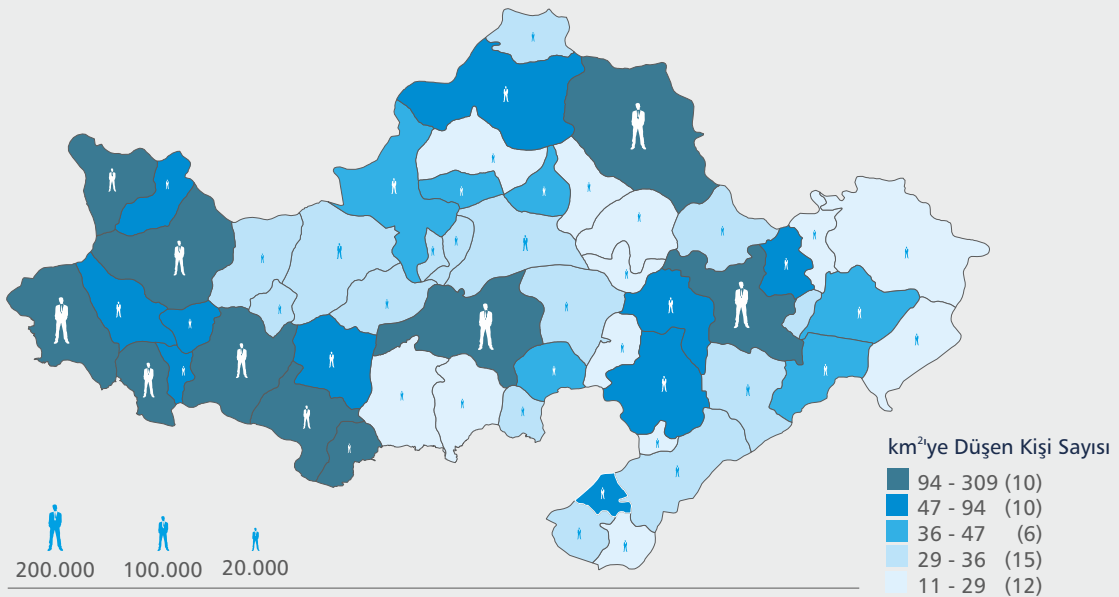 km²'ye Düşen Kişi Sayısı
94 - 309 (10)
47 - 94 (10)
36 - 47 (6)
29 - 36 (15)
11 - 29 (12)
200.000 100.000 20.000